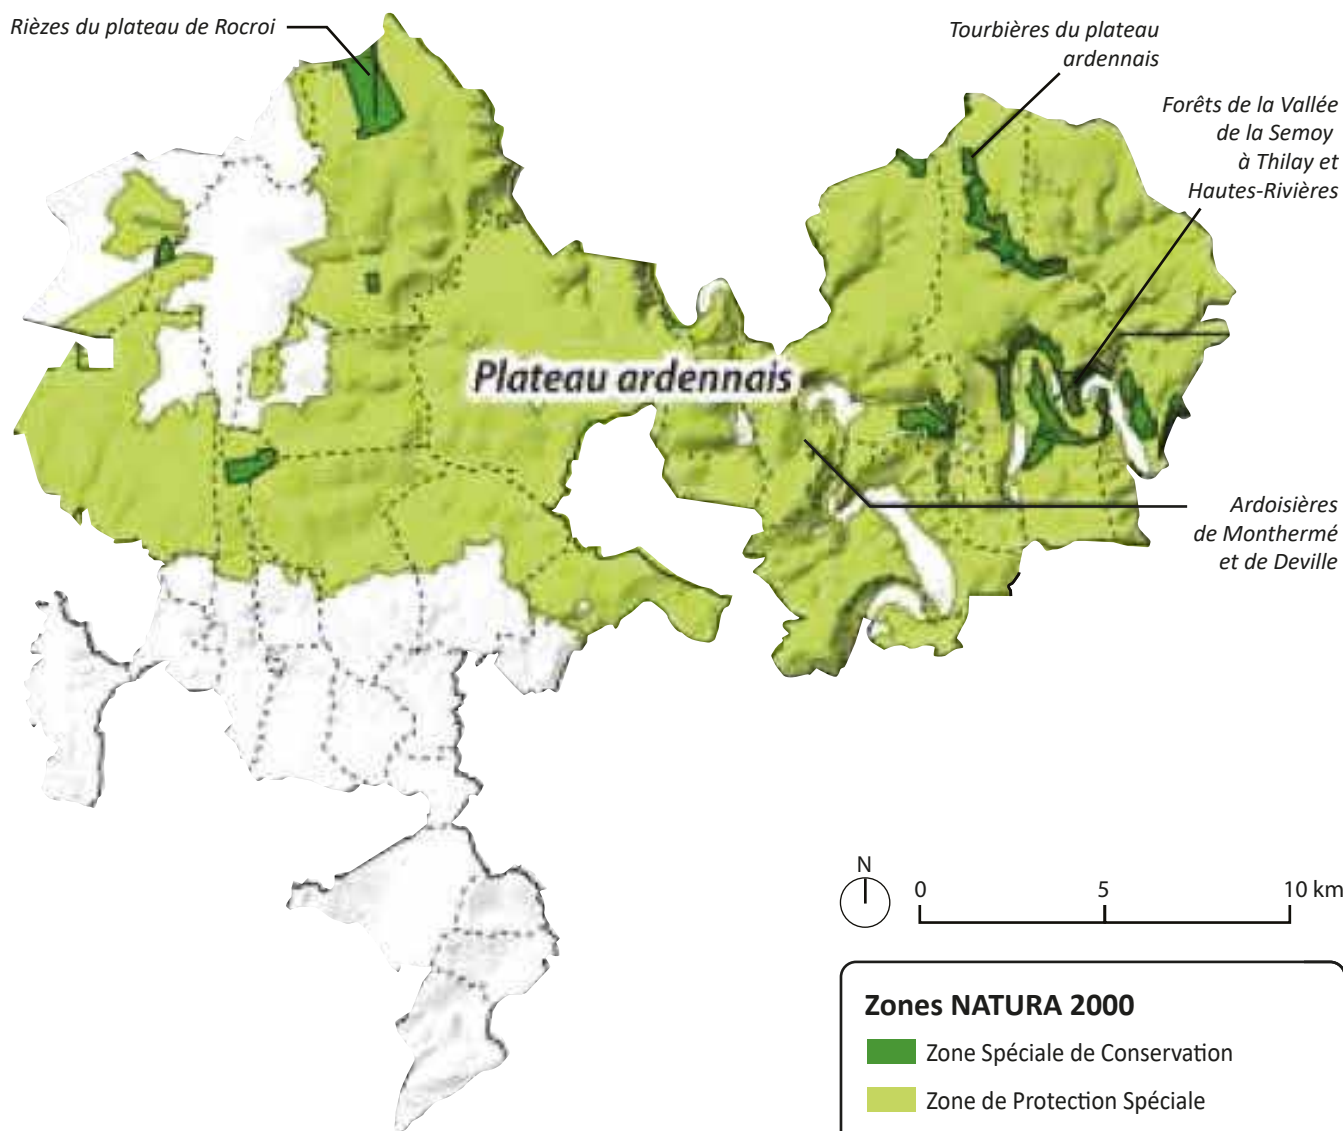 Rièzes du plateau de Rocroi
Tourbières du plateau
ardennais
Forêts de la Vallée
de la Semoy
à Thilay et
Hautes-Rivières
Plateau ardennais
Ardoisières
de Monthermé
et de Deville
N
0 5 10 km
Zones NATURA 2000
Zone Spéciale de Conservation
Zone de Protection Spéciale